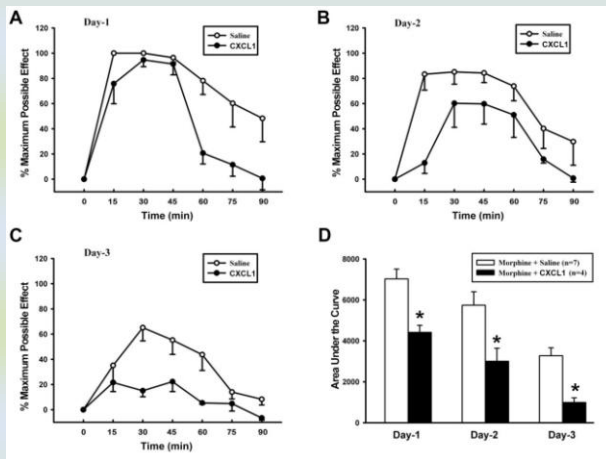 A
Day-1
Saline
CXCL1
% Maximum Possible Effect
120
100
80
60
40
20
0
0 15 30 45 60 75 90
Time (min)
B
Day-2
Saline
CXCL1
% Maximum Possible Effect
120
100
80
60
40
20
0
0 15 30 45 60 75 90
Time (min)
C
Day-3
Saline
CXCL1
% Maximum Possible Effect
120
100
80
60
40
20
0
0 15 30 45 60 75 90
Time (min)
D
Morphine + Saline (n=7)
Morphine + CXCL1 (n=4)
Area Under the Curve
8000
6000
4000
2000
0
*
*
*
Day-1 Day-2 Day-3